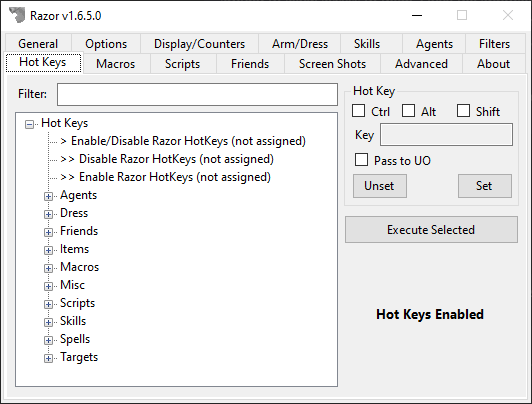 Razor v1.6.5.0
General Options Display/Counters Arm/Dress Skills Agents Filters
Hot Keys Macros Scripts Friends Screen Shots Advanced About
Filter:
Hot Keys
> Enable/Disable Razor HotKeys (not assigned)
>> Disable Razor HotKeys (not assigned)
>> Enable Razor HotKeys (not assigned)
Agents
Dress
Friends
Items
Macros
Misc
Scripts
Skills
Spells
Targets
Hot Key
Ctrl Alt Shift
Key
Pass to UO
Unset Set
Execute Selected
Hot Keys Enabled